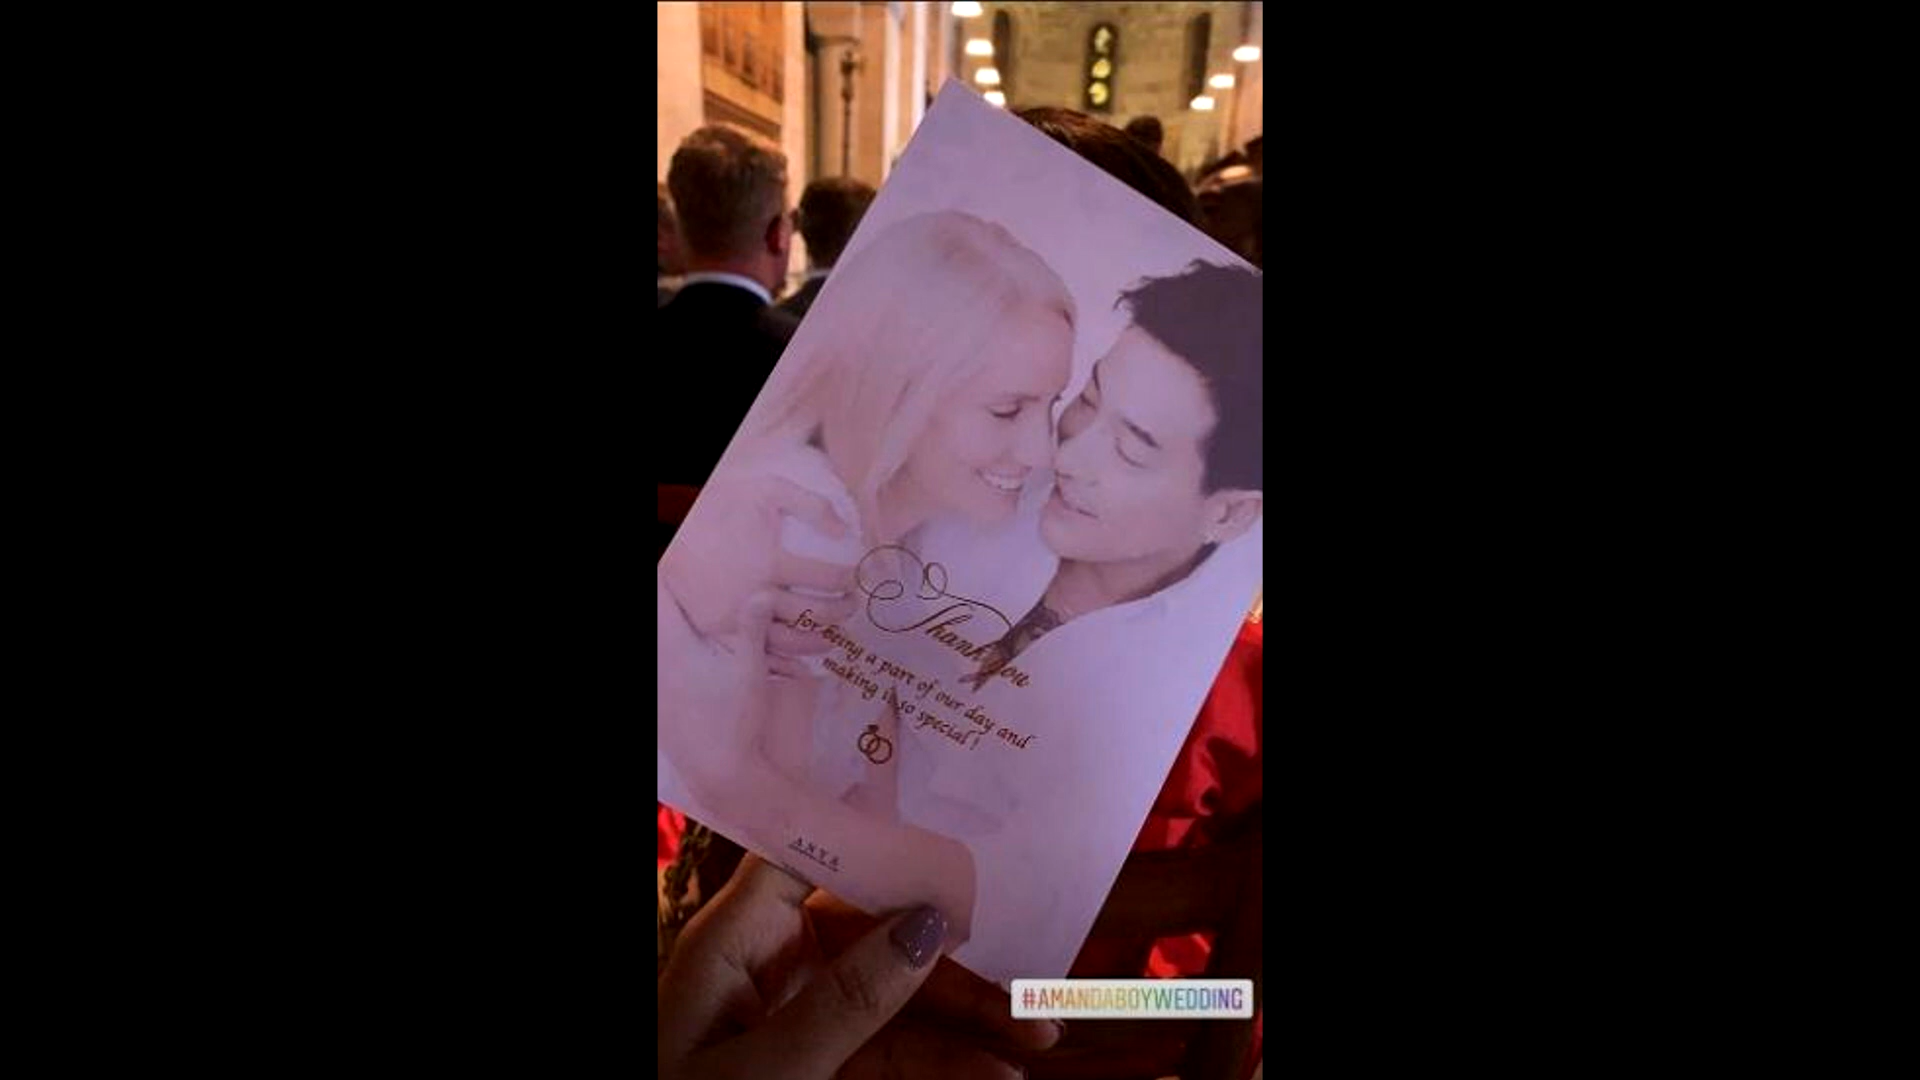 Thank you
for being a part of our day and
making it so special!
ANYA
#AMANDABOYWEDDING